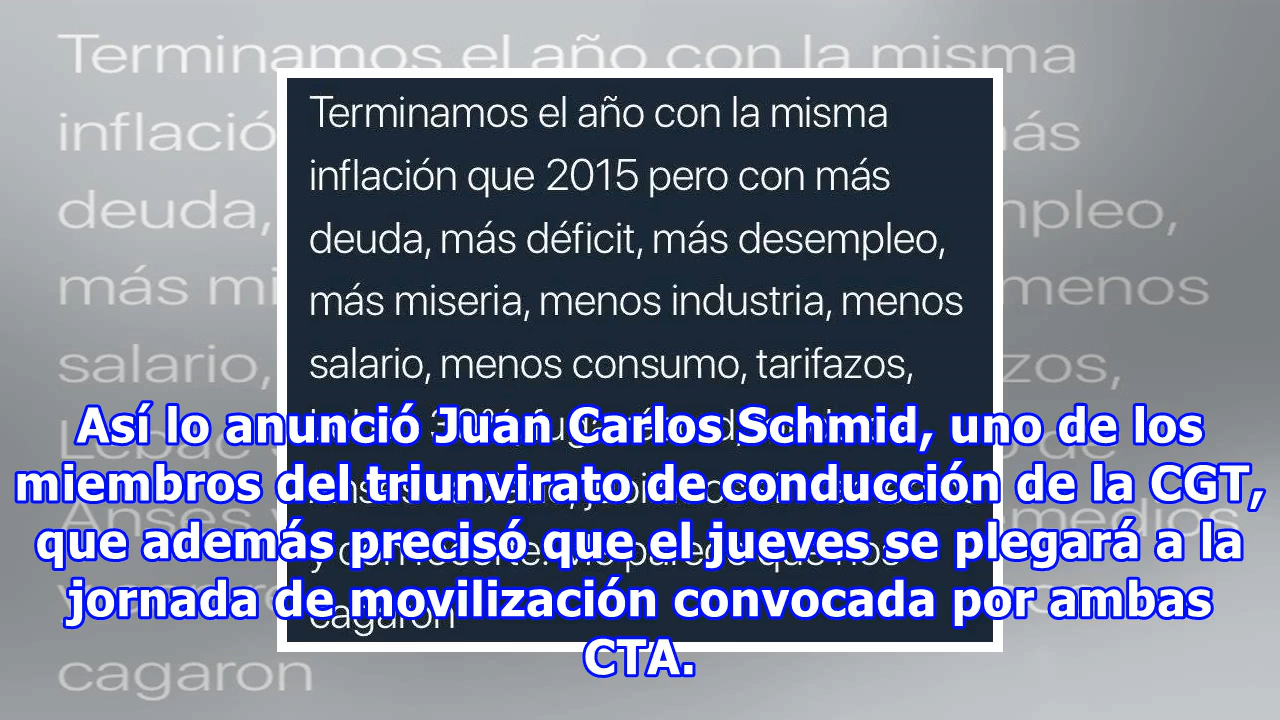 Terminamos el año con la misma
inflación que 2015 pero con más
deuda, más déficit, más desempleo,
más miseria, menos industria, menos
salario, menos consumo, tarifazos,
Así lo anunció Juan Carlos Schmid, uno de los
miembros del triunvirato de conducción de la CGT,
que además precisó que el jueves se plegará a la
jornada de movilización convocada por ambas
CTA.
cagaron